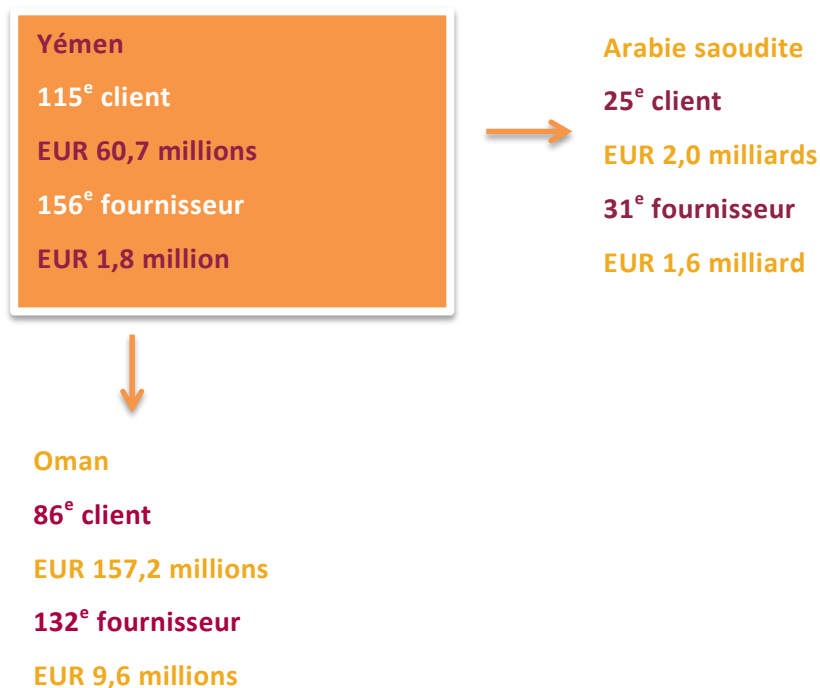 Yémen
115e client
EUR 60,7 millions
156e fournisseur
EUR 1,8 million
Arabie saoudite
25e client
EUR 2,0 milliards
31e fournisseur
EUR 1,6 milliard
Oman
86e client
EUR 157,2 millions
132e fournisseur
EUR 9,6 millions